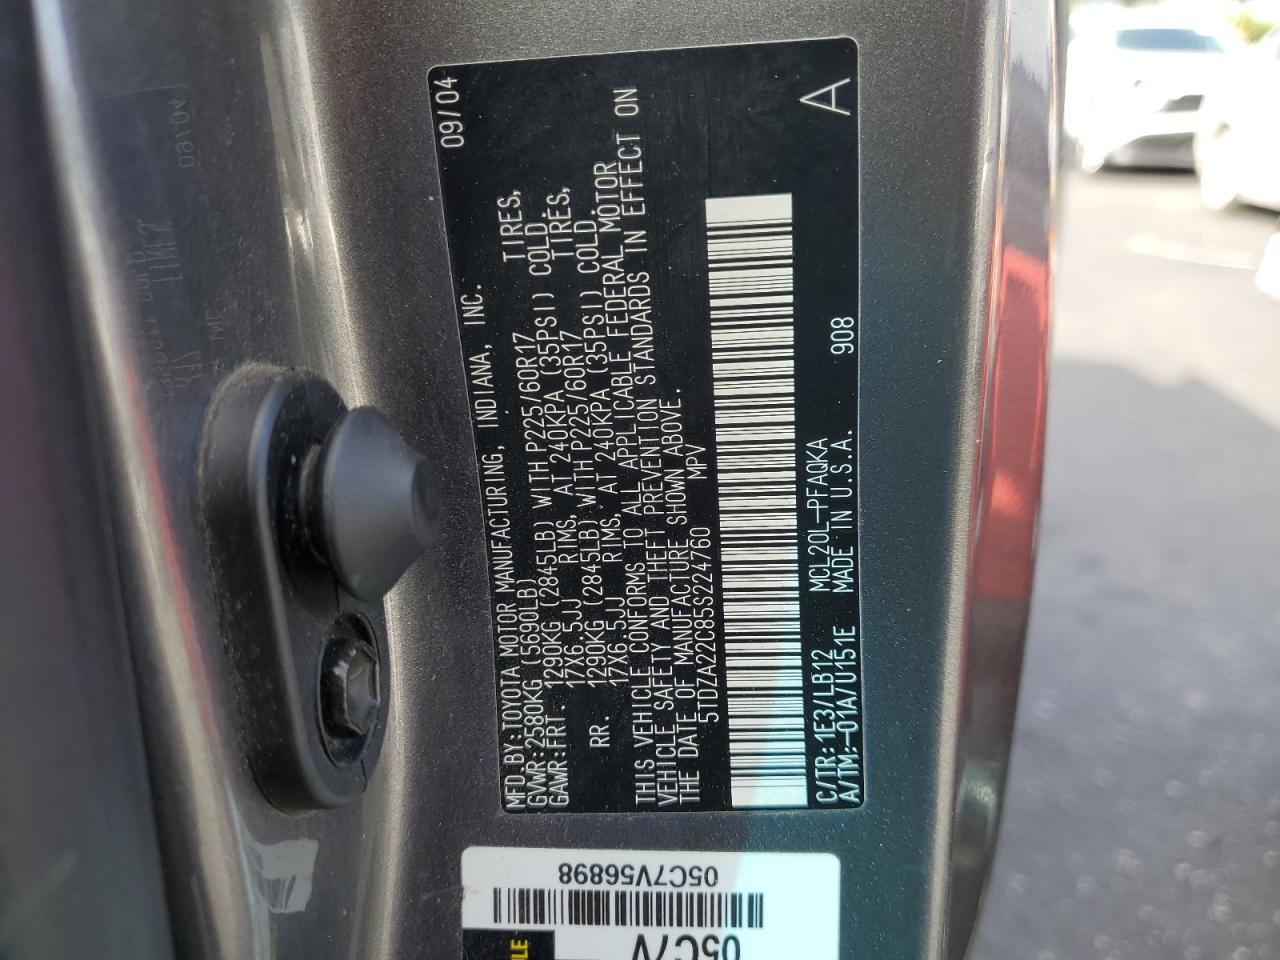 09/04
MFD.BY:TOYOTA MOTOR MANUFACTURING, INDIANA, INC.
GVWR:2580KG (5690LB)
GAWR:FRT. 1290KG (2845LB) WITH P225/60R17 TIRES,
17X6.5JJ RIMS, AT 240KPA (35PSI) COLD.
RR. 1290KG (2845LB) WITH P225/60R17 TIRES,
17X6.5JJ RIMS, AT 240KPA (35PSI) COLD.
THIS VEHICLE CONFORMS TO ALL APPLICABLE FEDERAL MOTOR
VEHICLE SAFETY AND THEFT PREVENTION STANDARDS IN EFFECT ON
THE DATE OF MANUFACTURE SHOWN ABOVE.
5TDZA22C85S224760 MPV
C/TR:1E3/LB12 MCL20L-PFAQKA 908
A/TM:-01A/U151E MADE IN U.S.A.
A
05C7V56898
05C7V